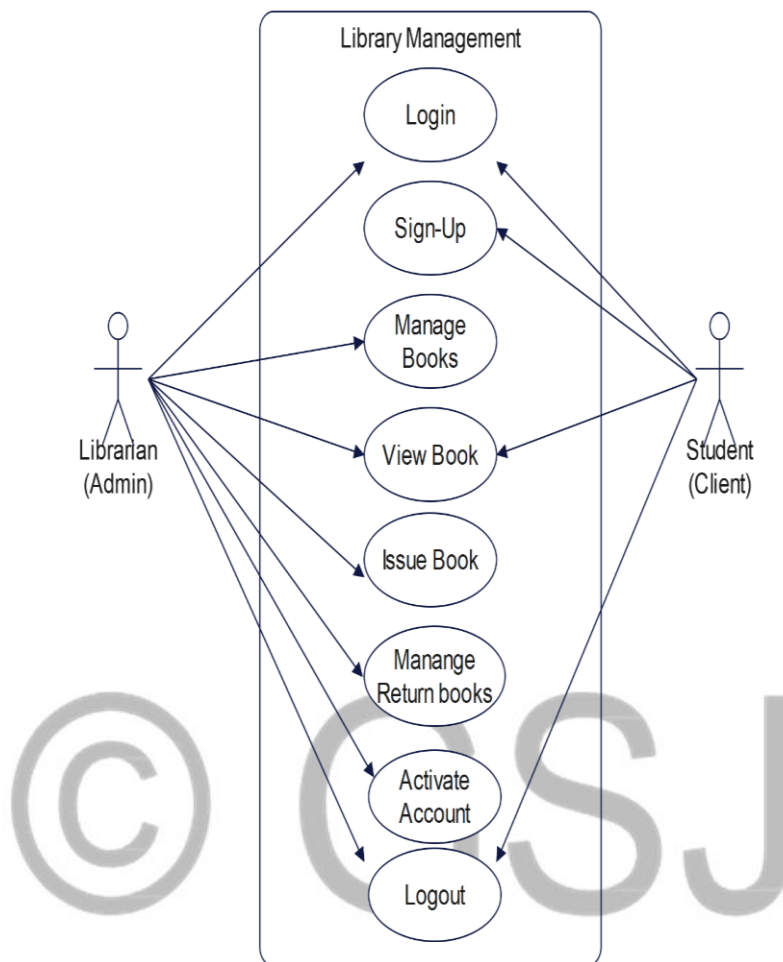 Library Management
Login
Sign-Up
Manage
Books
Librarian
(Admin)
View Book
Student
(Client)
Issue Book
Manange
Return books
Activate
Account
Logout
© GSJ